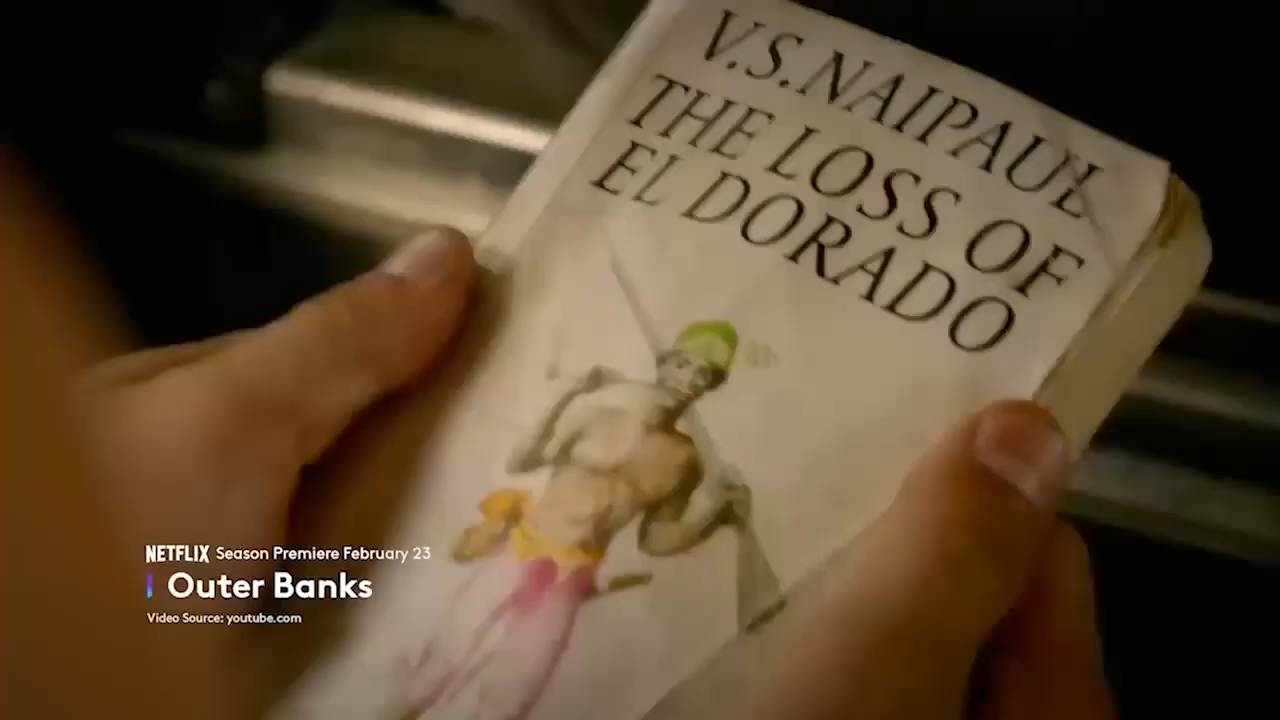 V.S.NAIPAUL
THE LOSS OF
EL DORADO
NETFLIX Season Premiere February 23
Outer Banks
Video Source: youtube.com